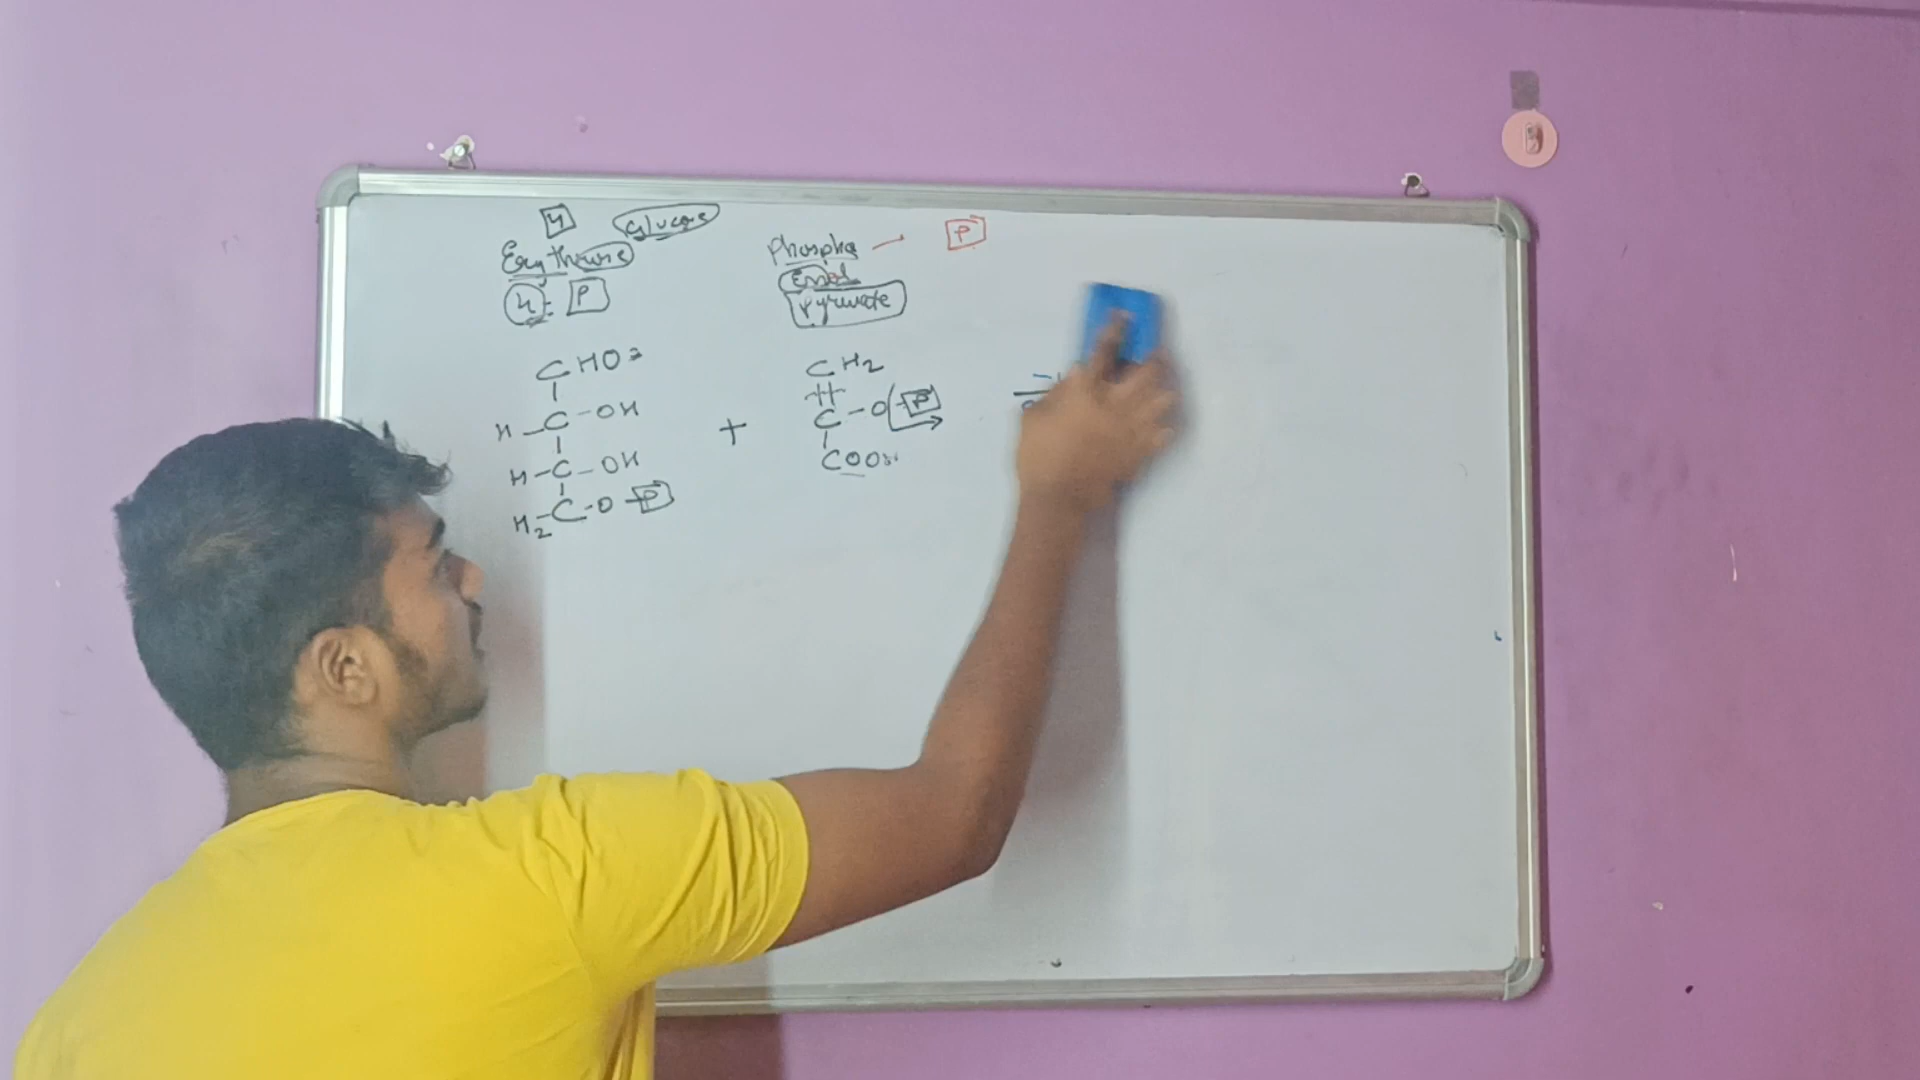 4 Glucose
Erythrose
4- P
CHO
H-C-OH
H-C-OH
H2-C-O-P
+
Phospho - P
Enol
Pyruvate
CH2
C-O-P
COOH